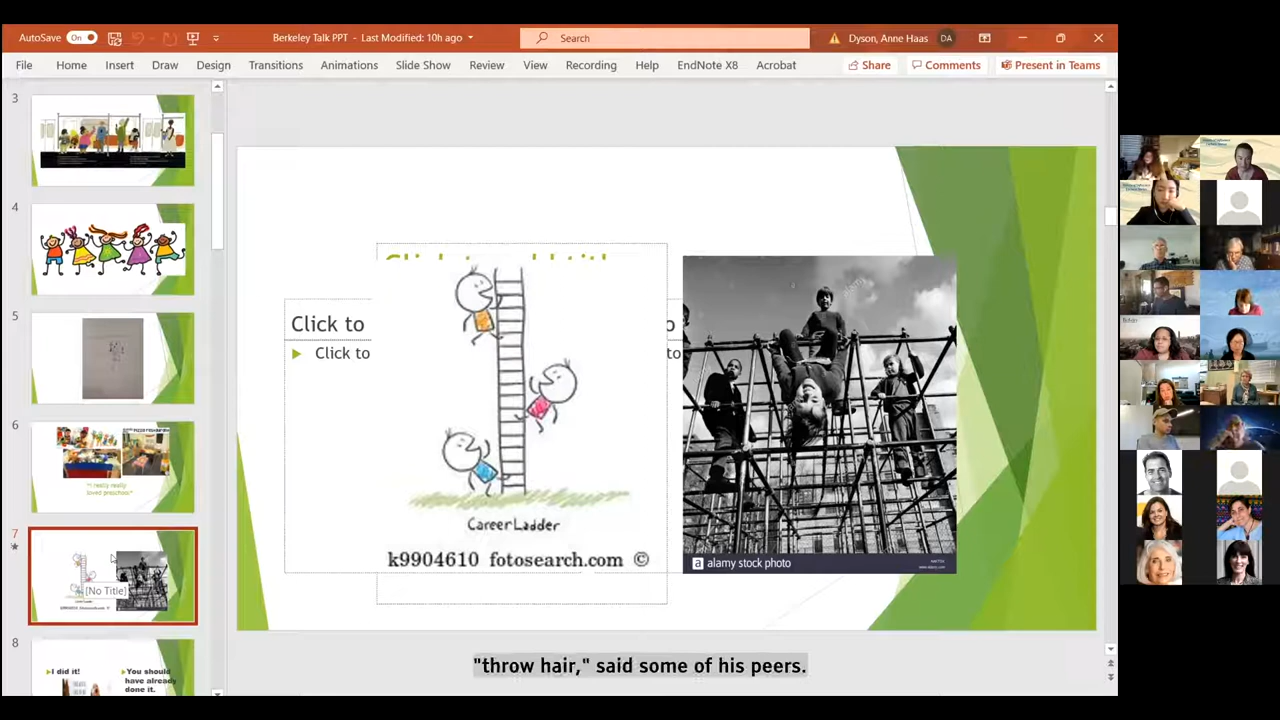 AutoSave On
Berkeley Talk PPT - Last Modified: 10h ago
Search
Dyson, Anne Haas DA
File Home Insert Draw Design Transitions Animations Slide Show Review View Recording Help EndNote X8 Acrobat Share Comments Present in Teams
3
4
5
6
"I really really
loved preschool"
7
[No Title]
8
I did it!
You should
have already
done it.
Click to
Click to
Career Ladder
k9904610 fotosearch.com ©
a alamy stock photo
"throw hair," said some of his peers.